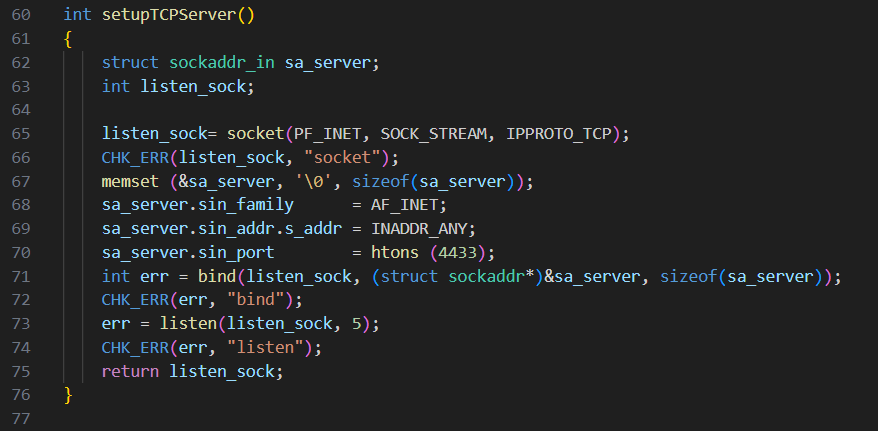 60 int setupTCPServer()
61 {
62     struct sockaddr_in sa_server;
63     int listen_sock;
64
65     listen_sock= socket(PF_INET, SOCK_STREAM, IPPROTO_TCP);
66     CHK_ERR(listen_sock, "socket");
67     memset (&sa_server, '\0', sizeof(sa_server));
68     sa_server.sin_family      = AF_INET;
69     sa_server.sin_addr.s_addr = INADDR_ANY;
70     sa_server.sin_port        = htons (4433);
71     int err = bind(listen_sock, (struct sockaddr*)&sa_server, sizeof(sa_server));
72     CHK_ERR(err, "bind");
73     err = listen(listen_sock, 5);
74     CHK_ERR(err, "listen");
75     return listen_sock;
76 }
77